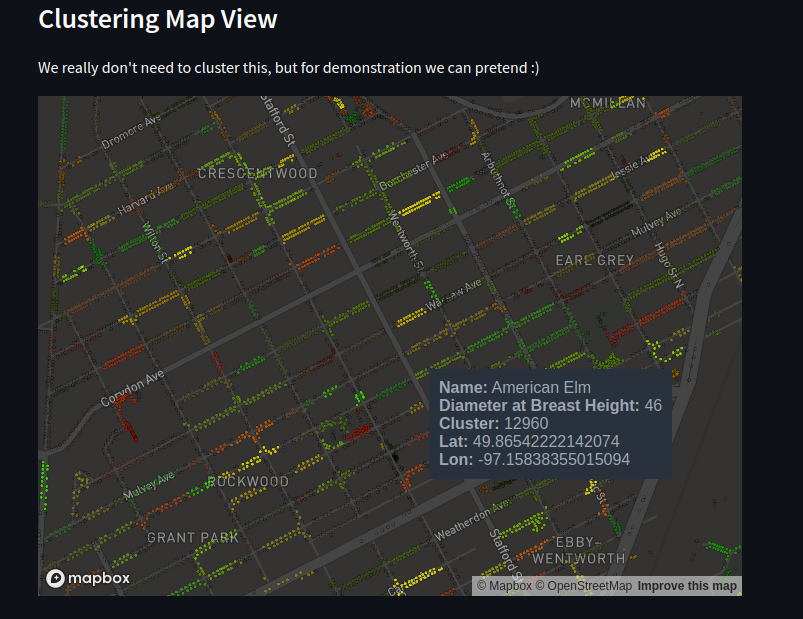 Clustering Map View
We really don't need to cluster this, but for demonstration we can pretend :)
MCMILLAN
Stafford St
Dromore Ave
CRESCENTWOOD
Dorchester Ave
Arbuthnot St
Jessie Ave
Harvard Ave
Wilton St
Wentworth St
Mulvey Ave
EARL GREY
Hugo St N
Warsaw Ave
Corydon Ave
Name: American Elm
Diameter at Breast Height: 46
Cluster: 12960
Lat: 49.86542222142074
Lon: -97.15838355015094
Mulvey Ave
ROCKWOOD
Weatherdon Ave
GRANT PARK
Stafford St
EBBY-
WENTWORTH
mapbox
© Mapbox © OpenStreetMap Improve this map